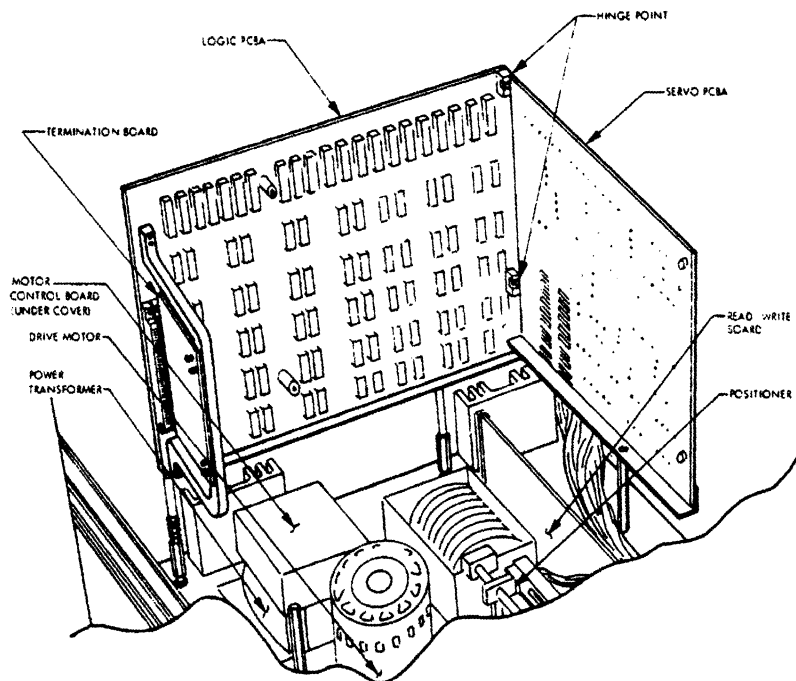 HINGE POINT
LOGIC PCBA
SERVO PCBA
TERMINATION BOARD
MOTOR
CONTROL BOARD
(UNDER COVER)
DRIVE MOTOR
POWER
TRANSFORMER
READ WRITE
BOARD
POSITIONER